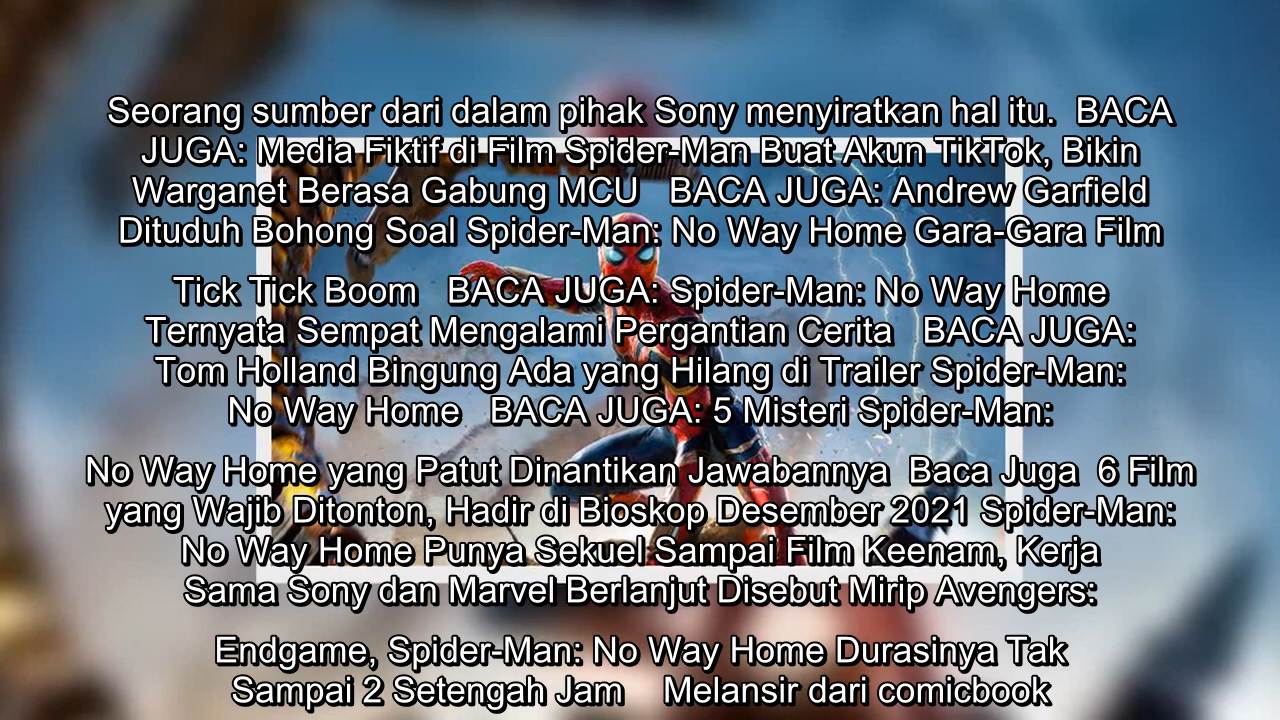 Seorang sumber dari dalam pihak Sony menyiratkan hal itu.  BACA
JUGA: Media Fiktif di Film Spider-Man Buat Akun TikTok, Bikin
Warganet Berasa Gabung MCU   BACA JUGA: Andrew Garfield
Dituduh Bohong Soal Spider-Man: No Way Home Gara-Gara Film
Tick Tick Boom   BACA JUGA: Spider-Man: No Way Home
Ternyata Sempat Mengalami Pergantian Cerita   BACA JUGA:
Tom Holland Bingung Ada yang Hilang di Trailer Spider-Man:
No Way Home   BACA JUGA: 5 Misteri Spider-Man:
No Way Home yang Patut Dinantikan Jawabannya  Baca Juga  6 Film
yang Wajib Ditonton, Hadir di Bioskop Desember 2021 Spider-Man:
No Way Home Punya Sekuel Sampai Film Keenam, Kerja
Sama Sony dan Marvel Berlanjut Disebut Mirip Avengers:
Endgame, Spider-Man: No Way Home Durasinya Tak
Sampai 2 Setengah Jam    Melansir dari comicbook